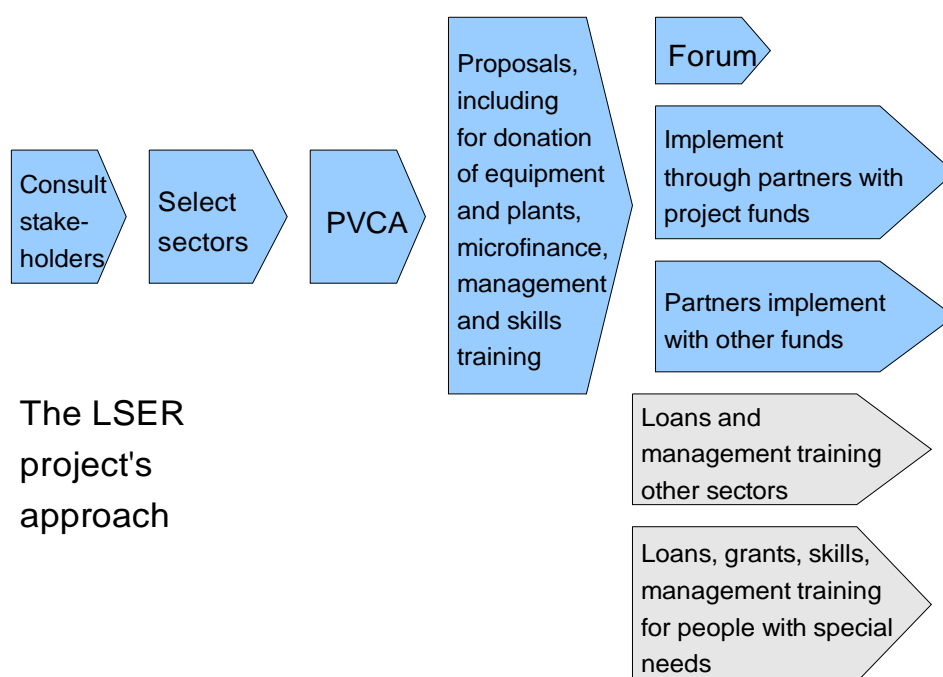 Consult
stake-
holders
Select
sectors
PVCA
Proposals,
including
for donation
of equipment
and plants,
microfinance,
management
and skills
training
Forum
Implement
through partners with
project funds
Partners implement
with other funds
Loans and
management training
other sectors
Loans, grants, skills,
management training
for people with special
needs
The LSER
project's
approach